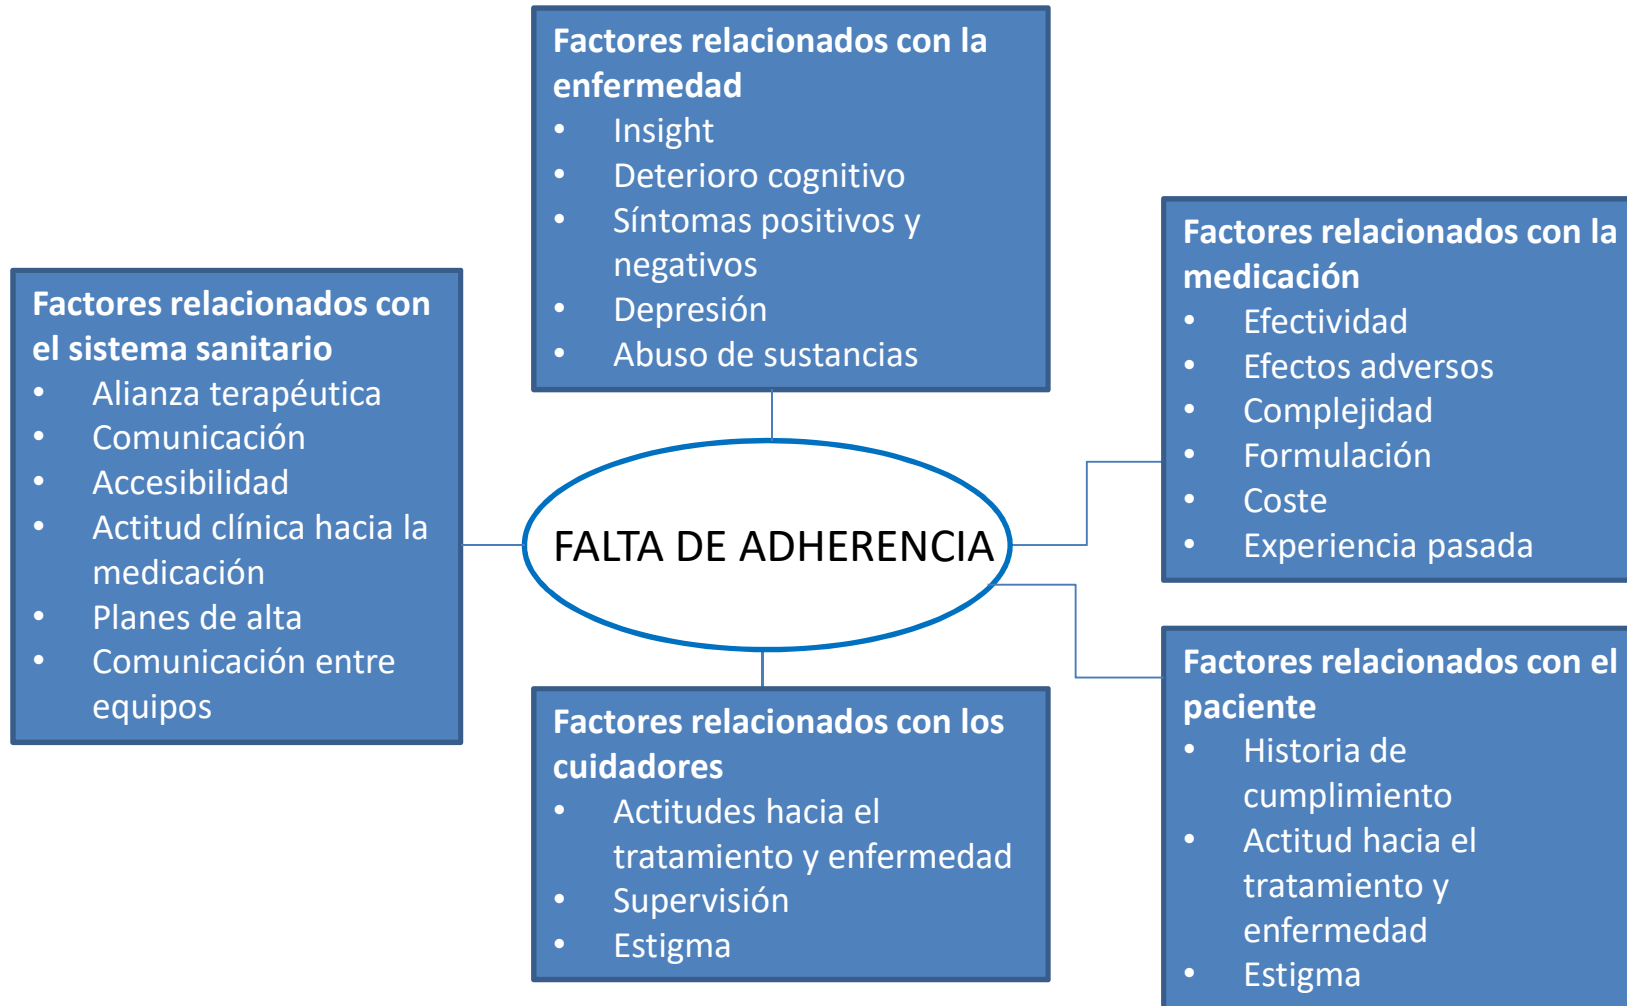 Factores relacionados con la
enfermedad
• Insight
• Deterioro cognitivo
• Síntomas positivos y
negativos
• Depresión
• Abuso de sustancias
Factores relacionados con
el sistema sanitario
• Alianza terapéutica
• Comunicación
• Accesibilidad
• Actitud clínica hacia la
medicación
• Planes de alta
• Comunicación entre
equipos
FALTA DE ADHERENCIA
Factores relacionados con la
medicación
• Efectividad
• Efectos adversos
• Complejidad
• Formulación
• Coste
• Experiencia pasada
Factores relacionados con los
cuidadores
• Actitudes hacia el
tratamiento y enfermedad
• Supervisión
• Estigma
Factores relacionados con el
paciente
• Historia de
cumplimiento
• Actitud hacia el
tratamiento y
enfermedad
• Estigma